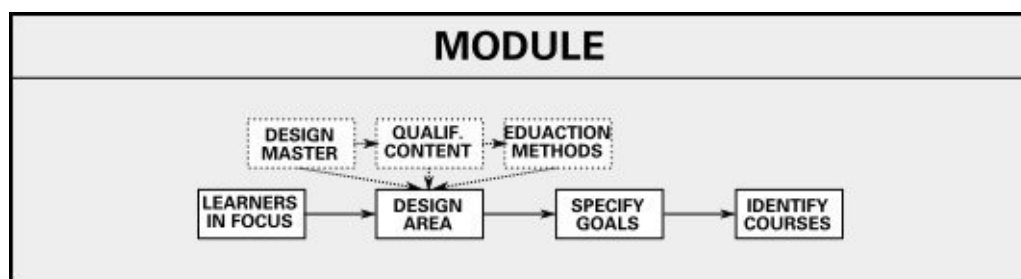 MODULE
DESIGN
MASTER
QUALIF.
CONTENT
EDUACTION
METHODS
LEARNERS
IN FOCUS
DESIGN
AREA
SPECIFY
GOALS
IDENTIFY
COURSES